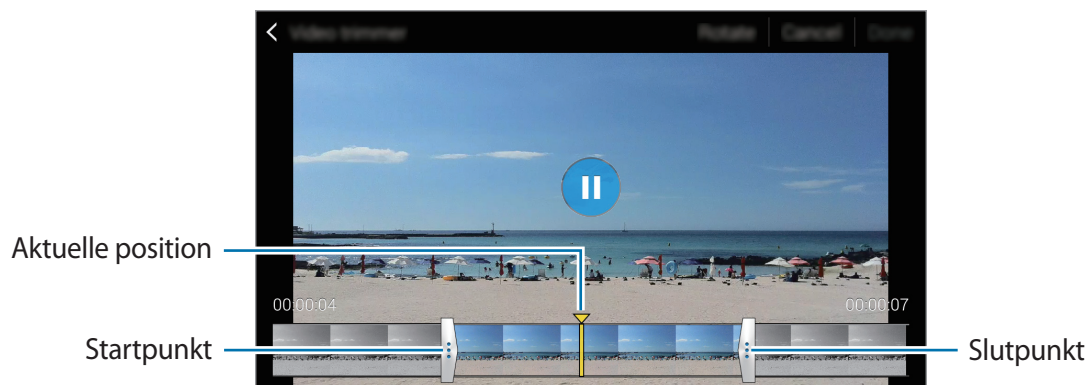 Video trimmer Rotate Cancel Done
Aktuelle position
00:00:04 00:00:07
Startpunkt Slutpunkt